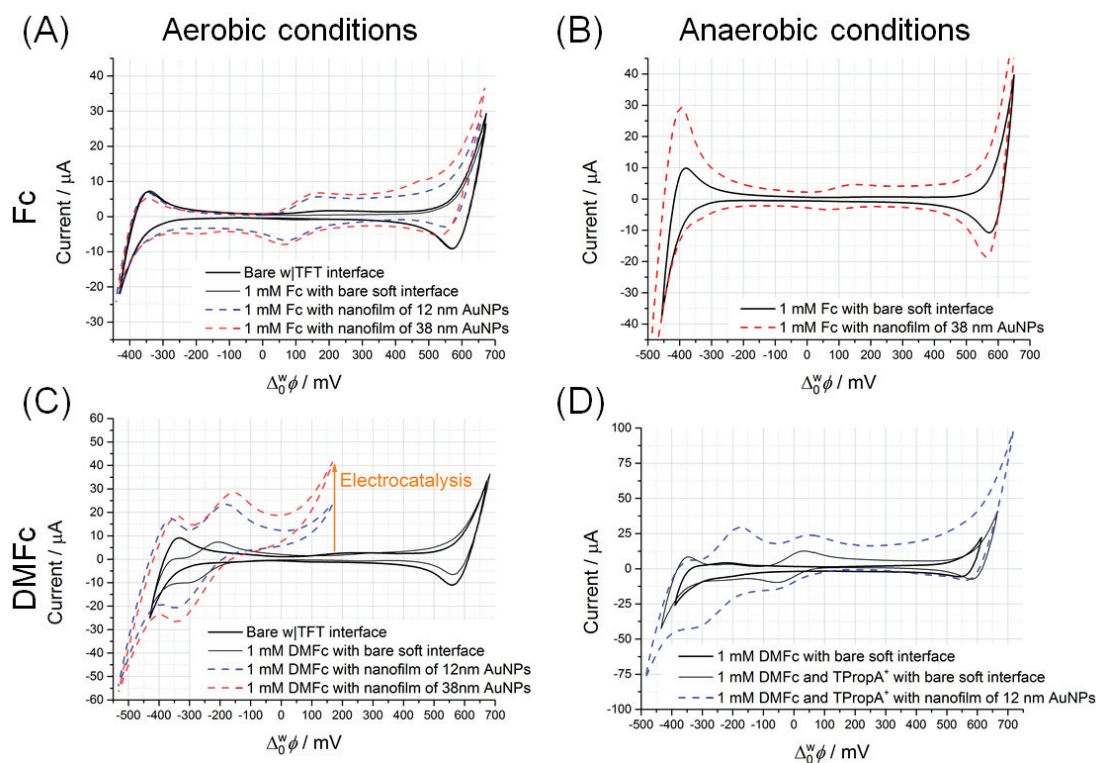 (A) Aerobic conditions
(B) Anaerobic conditions
Fc
Current / µA
40
30
20
10
0
-10
-20
-30
Bare w|TFT interface
1 mM Fc with bare soft interface
1 mM Fc with nanofilm of 12 nm AuNPs
1 mM Fc with nanofilm of 38 nm AuNPs
-400 -300 -200 -100 0 100 200 300 400 500 600 700
Δ₀ʷϕ / mV
Current / µA
40
30
20
10
0
-10
-20
-30
-40
1 mM Fc with bare soft interface
1 mM Fc with nanofilm of 38 nm AuNPs
-500 -400 -300 -200 -100 0 100 200 300 400 500 600 700
Δ₀ʷϕ / mV
(C)
DMFc
Current / µA
60
50
40
30
20
10
0
-10
-20
-30
-40
-50
-60
Electrocatalysis
Bare w|TFT interface
1 mM DMFc with bare soft interface
1 mM DMFc with nanofilm of 12nm AuNPs
1 mM DMFc with nanofilm of 38nm AuNPs
-500 -400 -300 -200 -100 0 100 200 300 400 500 600 700
Δ₀ʷϕ / mV
(D)
Current / µA
100
75
50
25
0
-25
-50
-75
-100
1 mM DMFc with bare soft interface
1 mM DMFc and TPropA⁺ with bare soft interface
1 mM DMFc and TPropA⁺ with nanofilm of 12 nm AuNPs
-500 -400 -300 -200 -100 0 100 200 300 400 500 600 700
Δ₀ʷϕ / mV